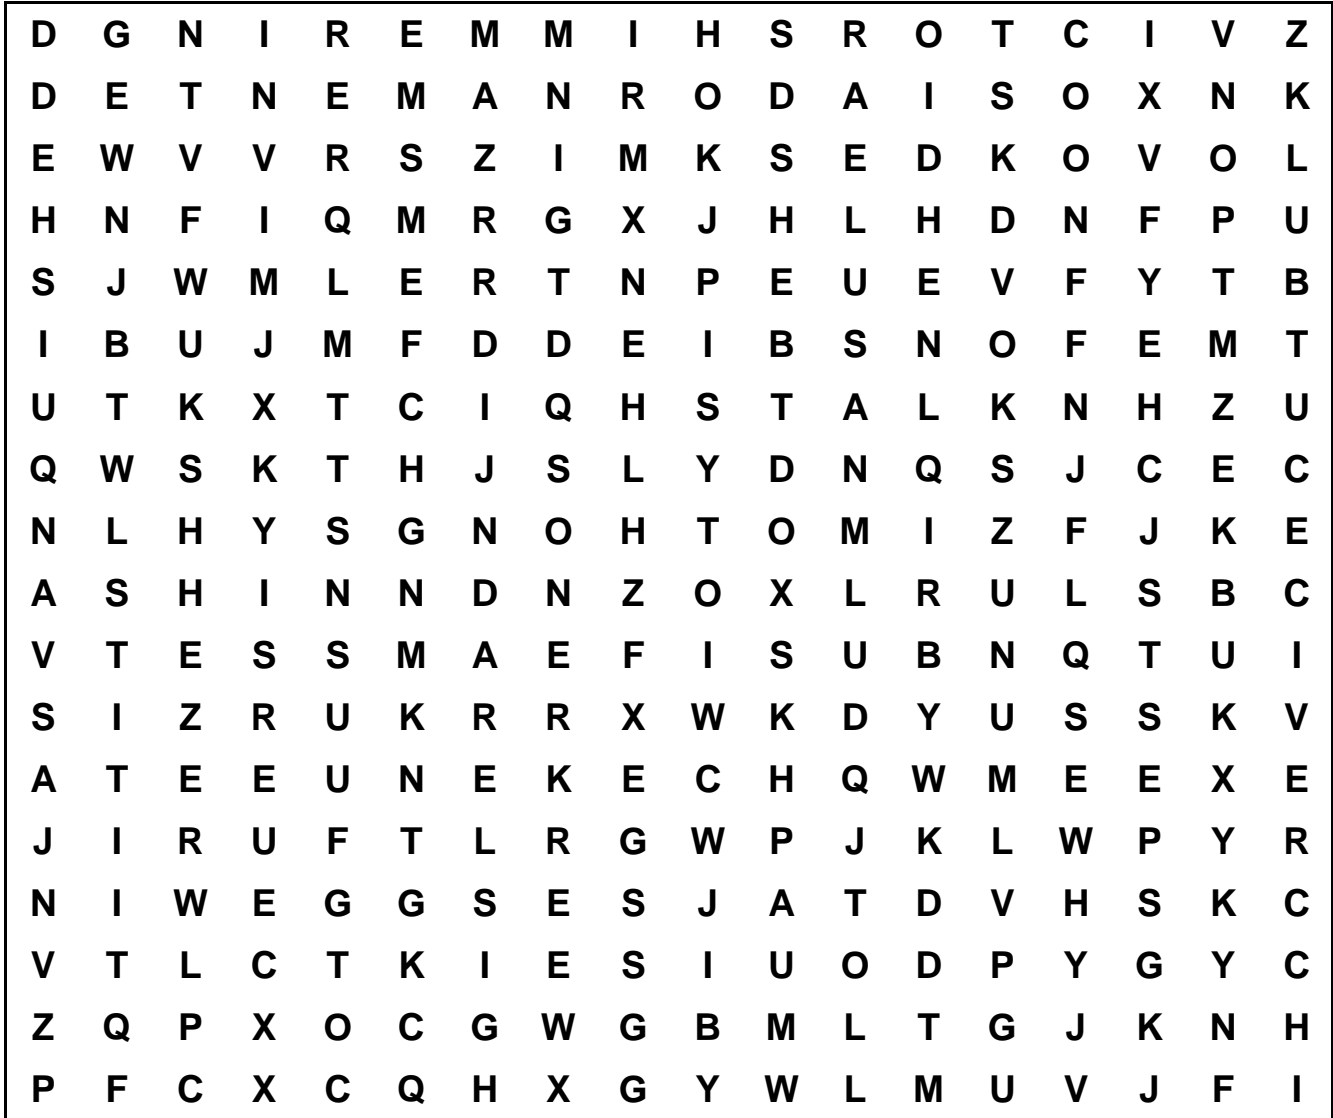 D G N I R E M M I H S R O T C I V Z
D E T N E M A N R O D A I S O X N K
E W V V R S Z I M K S E D K O V O L
H N F I Q M R G X J H L H D N F P U
S J W M L E R T N P E U E V F Y T B
I B U J M F D D E I B S N O F E M T
U T K X T C I Q H S T A L K N H Z U
Q W S K T H J S L Y D N Q S J C E C
N L H Y S G N O H T O M I Z F J K E
A S H I N N D N Z O X L R U L S B C
V T E S S M A E F I S U B N Q T U I
S I Z R U K R R X W K D Y U S S K V
A T E E U N E K E C H Q W M E E X E
J I R U F T L R G W P J K L W P Y R
N I W E G G S E S J A T D V H S K C
V T L C T K I E S I U O D P Y G Y C
Z Q P X O C G W G B M L T G J K N H
P F C X C Q H X G Y W L M U V J F I